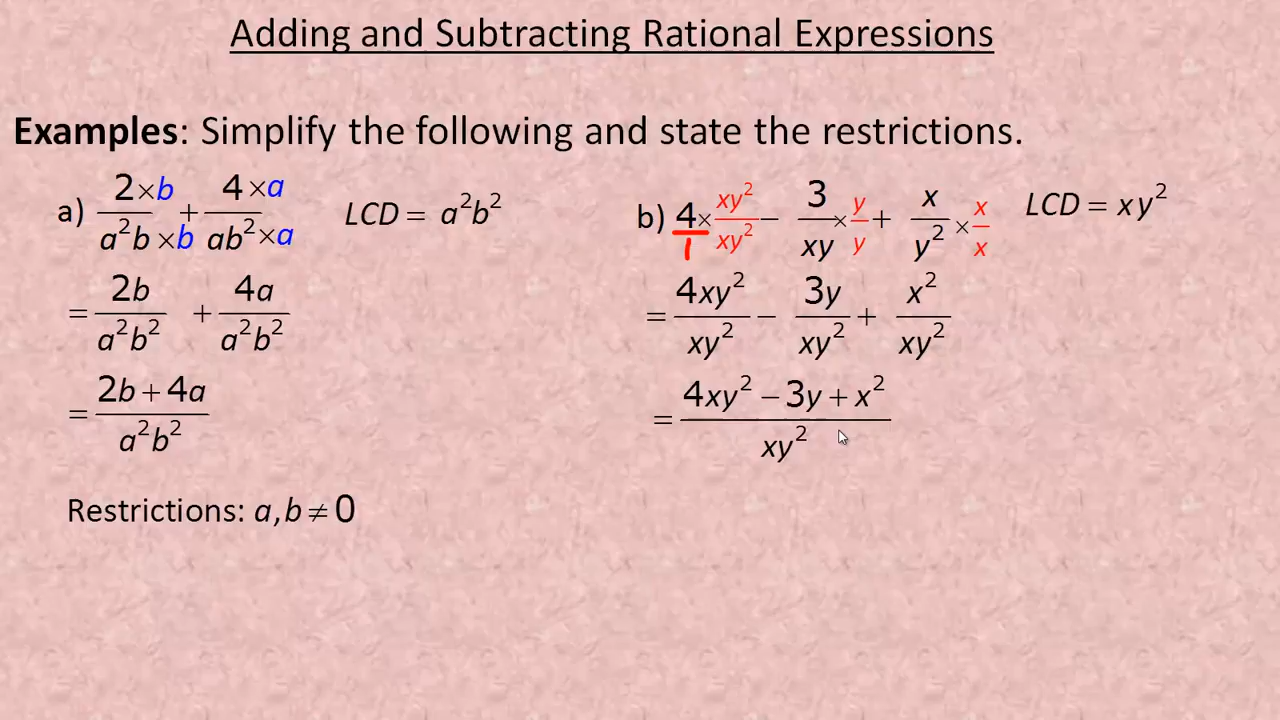 Adding and Subtracting Rational Expressions
Examples: Simplify the following and state the restrictions.
a) (2×b)/(a²b×b) + (4×a)/(ab²×a)    LCD = a²b²
= 2b/(a²b²) + 4a/(a²b²)
= (2b + 4a)/(a²b²)
Restrictions: a, b ≠ 0
b) 4/1 × xy²/xy² − 3/xy × y/y + x/y² × x/x    LCD = xy²
= 4xy²/xy² − 3y/xy² + x²/xy²
= (4xy² − 3y + x²)/xy²